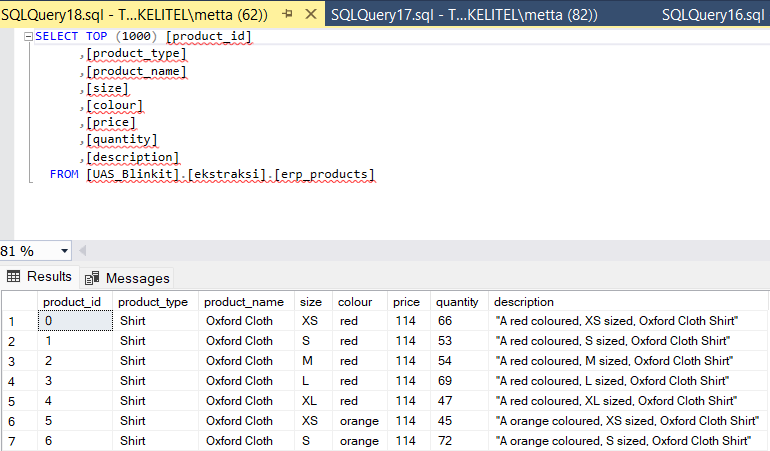 SQLQuery18.sql - T...KELITEL\metta (62)) SQLQuery17.sql - T...KELITEL\metta (82)) SQLQuery16.sql
SELECT TOP (1000) [product_id]
,[product_type]
,[product_name]
,[size]
,[colour]
,[price]
,[quantity]
,[description]
FROM [UAS_Blinkit].[ekstraksi].[erp_products]
81 %
Results Messages
product_id product_type product_name size colour price quantity description
1 0 Shirt Oxford Cloth XS red 114 66 "A red coloured, XS sized, Oxford Cloth Shirt"
2 1 Shirt Oxford Cloth S red 114 53 "A red coloured, S sized, Oxford Cloth Shirt"
3 2 Shirt Oxford Cloth M red 114 54 "A red coloured, M sized, Oxford Cloth Shirt"
4 3 Shirt Oxford Cloth L red 114 69 "A red coloured, L sized, Oxford Cloth Shirt"
5 4 Shirt Oxford Cloth XL red 114 47 "A red coloured, XL sized, Oxford Cloth Shirt"
6 5 Shirt Oxford Cloth XS orange 114 45 "A orange coloured, XS sized, Oxford Cloth Shirt"
7 6 Shirt Oxford Cloth S orange 114 72 "A orange coloured, S sized, Oxford Cloth Shirt"